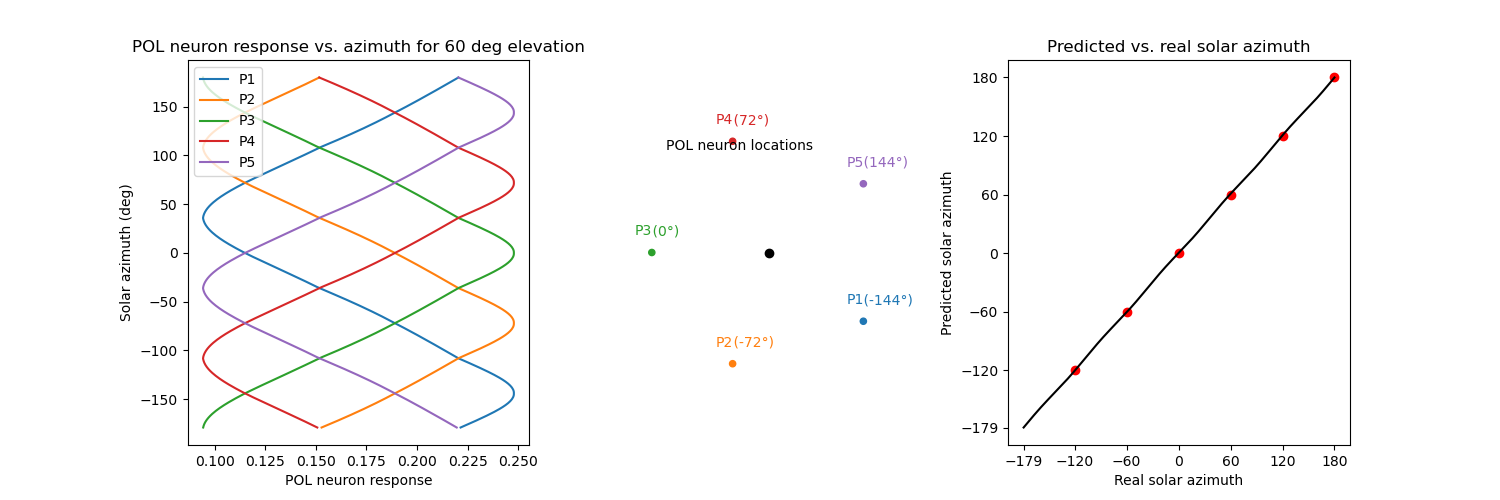 POL neuron response vs. azimuth for 60 deg elevation
P1
P2
P3
P4
P5
150
100
50
0
−50
−100
−150
Solar azimuth (deg)
0.100 0.125 0.150 0.175 0.200 0.225 0.250
POL neuron response
P4(72°)
POL neuron locations
P5(144°)
P3(0°)
P1(-144°)
P2(-72°)
Predicted vs. real solar azimuth
180
120
60
0
−60
−120
−179
Predicted solar azimuth
−179 −120 −60 0 60 120 180
Real solar azimuth